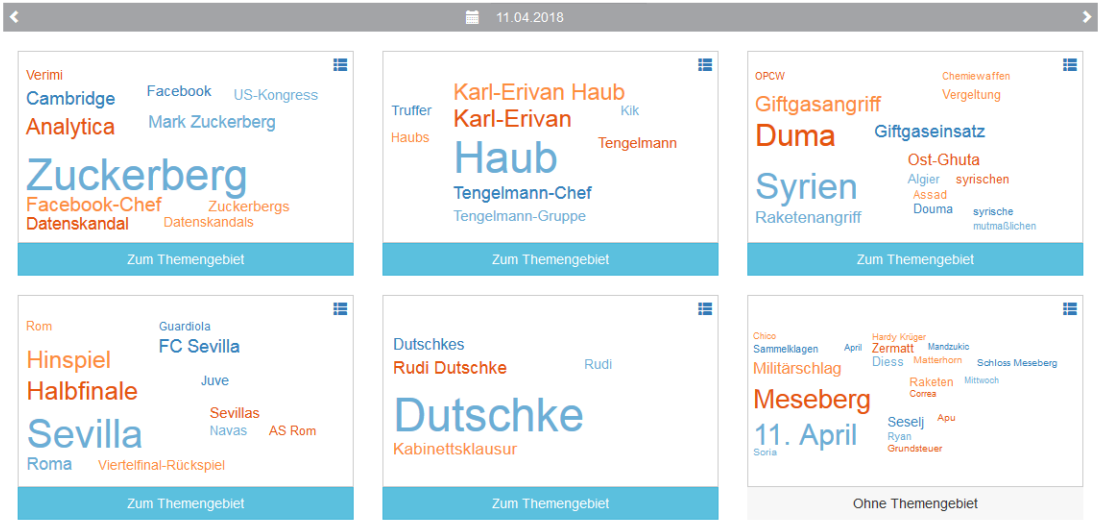 11.04.2018
Verimi
Cambridge
Facebook
US-Kongress
Analytica
Mark Zuckerberg
Zuckerberg
Facebook-Chef
Zuckerbergs
Datenskandal
Datenskandals
Zum Themengebiet
Karl-Erivan Haub
Truffer
Karl-Erivan
Kik
Haubs
Tengelmann
Haub
Tengelmann-Chef
Tengelmann-Gruppe
Zum Themengebiet
OPCW
Chemiewaffen
Giftgasangriff
Vergeltung
Duma
Giftgaseinsatz
Ost-Ghuta
Syrien
Algier
syrischen
Assad
Raketenangriff
Douma
syrische
mutmaßlichen
Zum Themengebiet
Rom
Guardiola
FC Sevilla
Hinspiel
Juve
Halbfinale
Sevillas
Sevilla
Navas
AS Rom
Roma
Viertelfinal-Rückspiel
Zum Themengebiet
Dutschkes
Rudi Dutschke
Rudi
Dutschke
Kabinettsklausur
Zum Themengebiet
Chico
Hardy Krüger
Sammelklagen
April
Zermatt
Mandzukic
Militärschlag
Diess
Matterhorn
Schloss Meseberg
Raketen
Mittwoch
Meseberg
Correa
11. April
Seselj
Apu
Ryan
Soria
Grundsteuer
Ohne Themengebiet